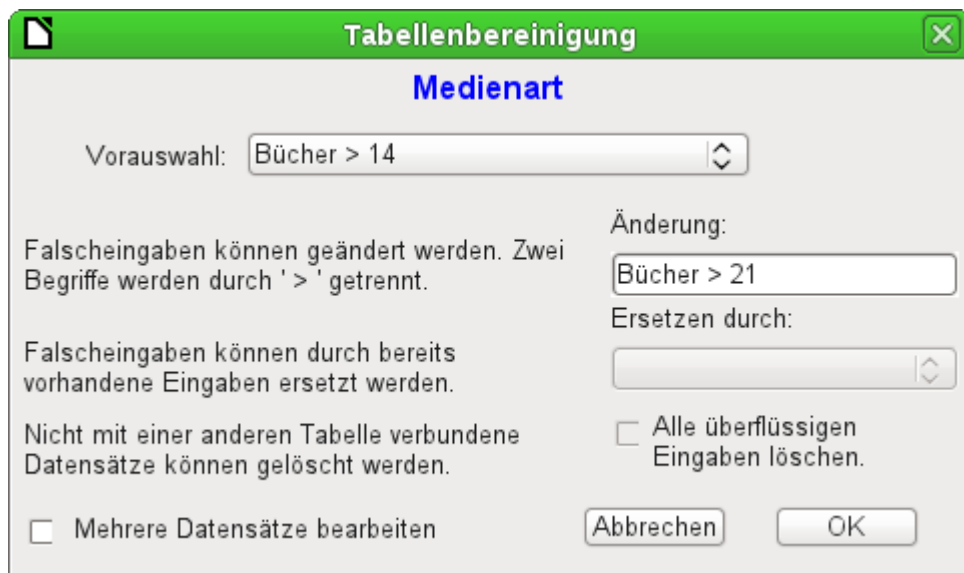 Tabellenbereinigung
Medienart
Vorauswahl: Bücher > 14
Änderung:
Falscheingaben können geändert werden. Zwei
Begriffe werden durch ' > ' getrennt.
Bücher > 21
Ersetzen durch:
Falscheingaben können durch bereits
vorhandene Eingaben ersetzt werden.
Nicht mit einer anderen Tabelle verbundene
Datensätze können gelöscht werden.
Alle überflüssigen
Eingaben löschen.
Mehrere Datensätze bearbeiten
Abbrechen
OK